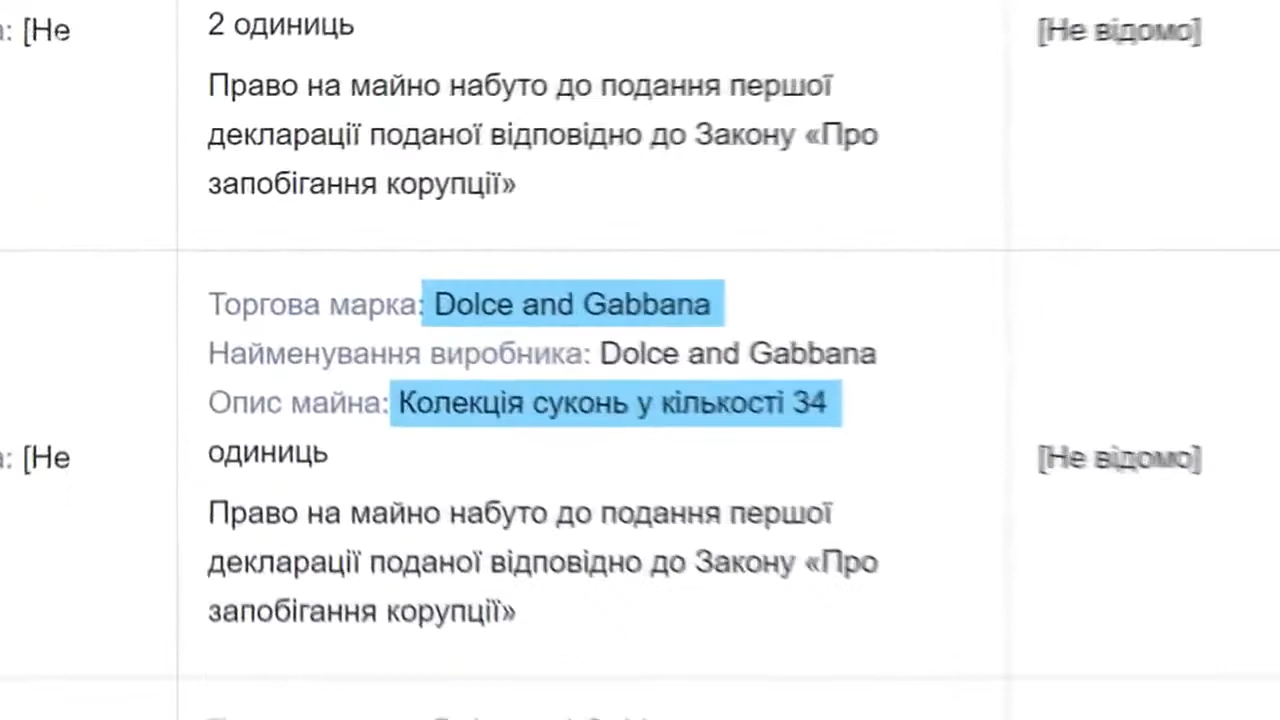 а: [Не
2 одиниць
[Не відомо]
Право на майно набуто до подання першої
декларації поданої відповідно до Закону «Про
запобігання корупції»
Торгова марка: Dolce and Gabbana
Найменування виробника: Dolce and Gabbana
Опис майна: Колекція суконь у кількості 34
одиниць
а: [Не
[Не відомо]
Право на майно набуто до подання першої
декларації поданої відповідно до Закону «Про
запобігання корупції»